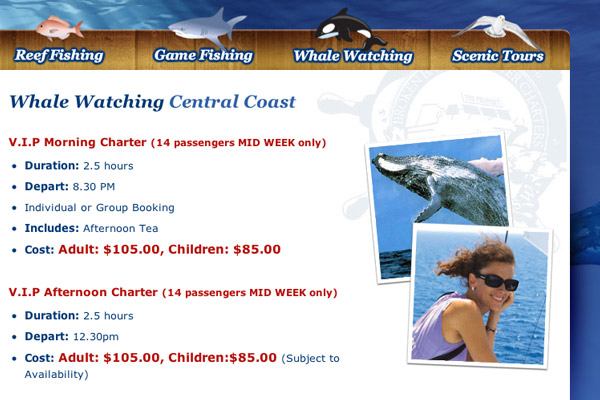 Reef Fishing
Game Fishing
Whale Watching
Scenic Tours
Whale Watching Central Coast
V.I.P Morning Charter (14 passengers MID WEEK only)
Duration: 2.5 hours
Depart: 8.30 PM
Individual or Group Booking
Includes: Afternoon Tea
Cost: Adult: $105.00, Children: $85.00
V.I.P Afternoon Charter (14 passengers MID WEEK only)
Duration: 2.5 hours
Depart: 12.30pm
Cost: Adult: $105.00, Children:$85.00 (Subject to
Availability)